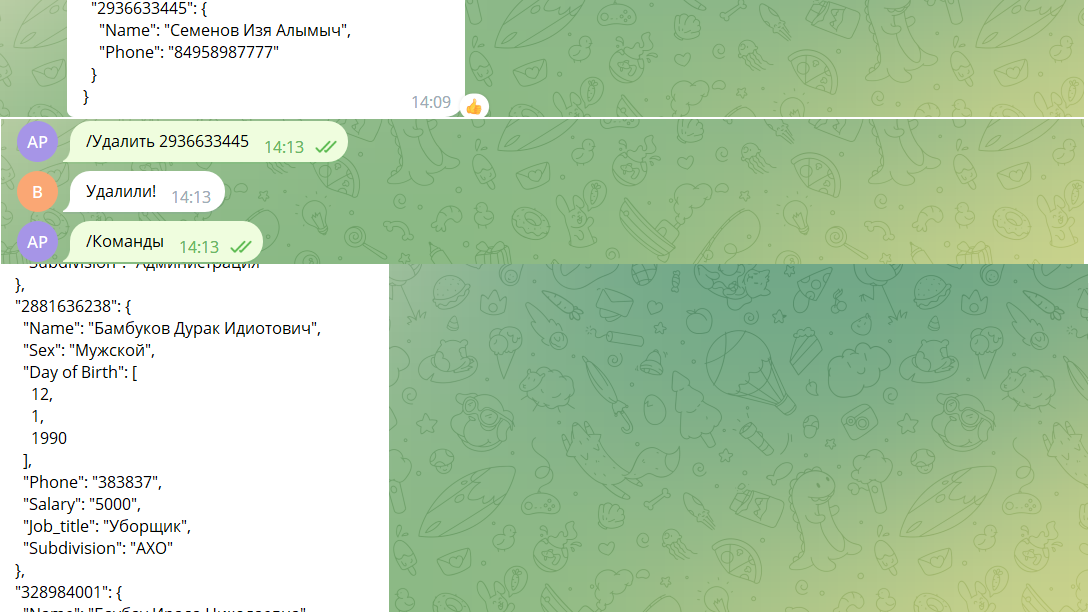 "2936633445": {
"Name": "Семенов Изя Алымыч",
"Phone": "84958987777"
}
}
14:09
AP
/Удалить 2936633445 14:13
B
Удалили! 14:13
AP
/Команды 14:13
"Subdivision": "Администрация"
},
"2881636238": {
"Name": "Бамбуков Дурак Идиотович",
"Sex": "Мужской",
"Day of Birth": [
12,
1,
1990
],
"Phone": "383837",
"Salary": "5000",
"Job_title": "Уборщик",
"Subdivision": "АХО"
},
"328984001": {
"Name":